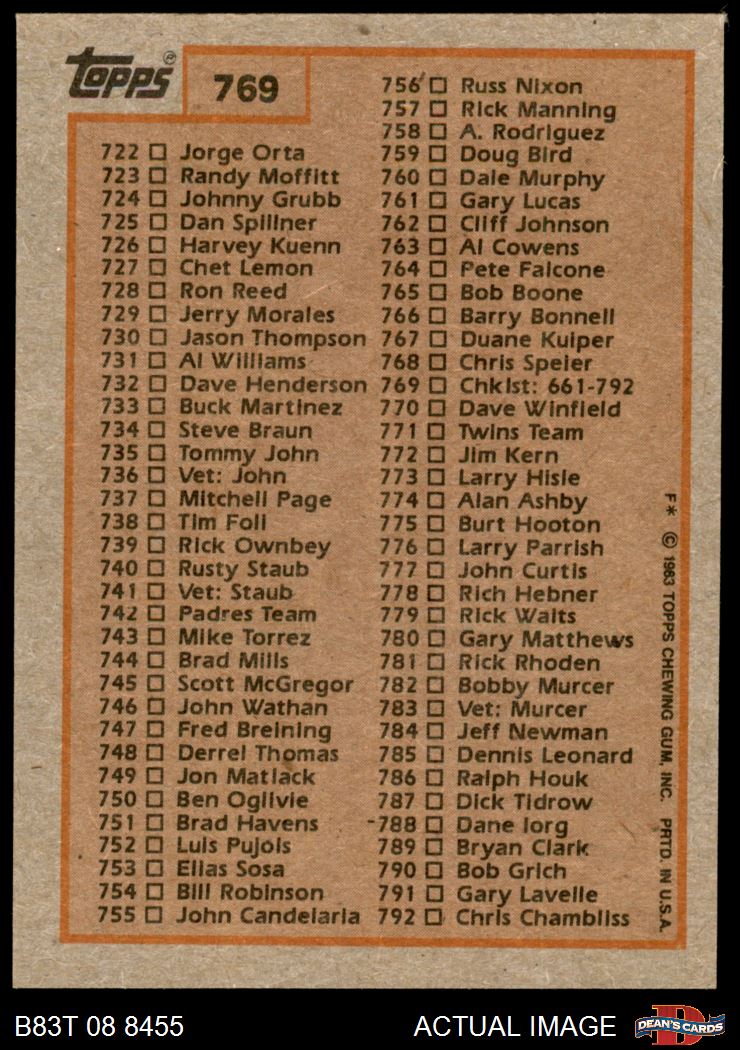 Topps®
769
722 Jorge Orta
723 Randy Moffitt
724 Johnny Grubb
725 Dan Spillner
726 Harvey Kuenn
727 Chet Lemon
728 Ron Reed
729 Jerry Morales
730 Jason Thompson
731 Al Williams
732 Dave Henderson
733 Buck Martinez
734 Steve Braun
735 Tommy John
736 Vet: John
737 Mitchell Page
738 Tim Foli
739 Rick Ownbey
740 Rusty Staub
741 Vet: Staub
742 Padres Team
743 Mike Torrez
744 Brad Mills
745 Scott McGregor
746 John Wathan
747 Fred Breining
748 Derrel Thomas
749 Jon Matlack
750 Ben Oglivie
751 Brad Havens
752 Luis Pujols
753 Elias Sosa
754 Bill Robinson
755 John Candelaria
756 Russ Nixon
757 Rick Manning
758 A. Rodriguez
759 Doug Bird
760 Dale Murphy
761 Gary Lucas
762 Cliff Johnson
763 Al Cowens
764 Pete Falcone
765 Bob Boone
766 Barry Bonnell
767 Duane Kuiper
768 Chris Speier
769 Chklst: 661-792
770 Dave Winfield
771 Twins Team
772 Jim Kern
773 Larry Hisle
774 Alan Ashby
775 Burt Hooton
776 Larry Parrish
777 John Curtis
778 Rich Hebner
779 Rick Waits
780 Gary Matthews
781 Rick Rhoden
782 Bobby Murcer
783 Vet: Murcer
784 Jeff Newman
785 Dennis Leonard
786 Ralph Houk
787 Dick Tidrow
788 Dane Iorg
789 Bryan Clark
790 Bob Grich
791 Gary Lavelle
792 Chris Chambliss
F* © 1983 TOPPS CHEWING GUM, INC. PRTD. IN U.S.A.
B83T 08 8455
ACTUAL IMAGE
D
DEAN'S CARDS